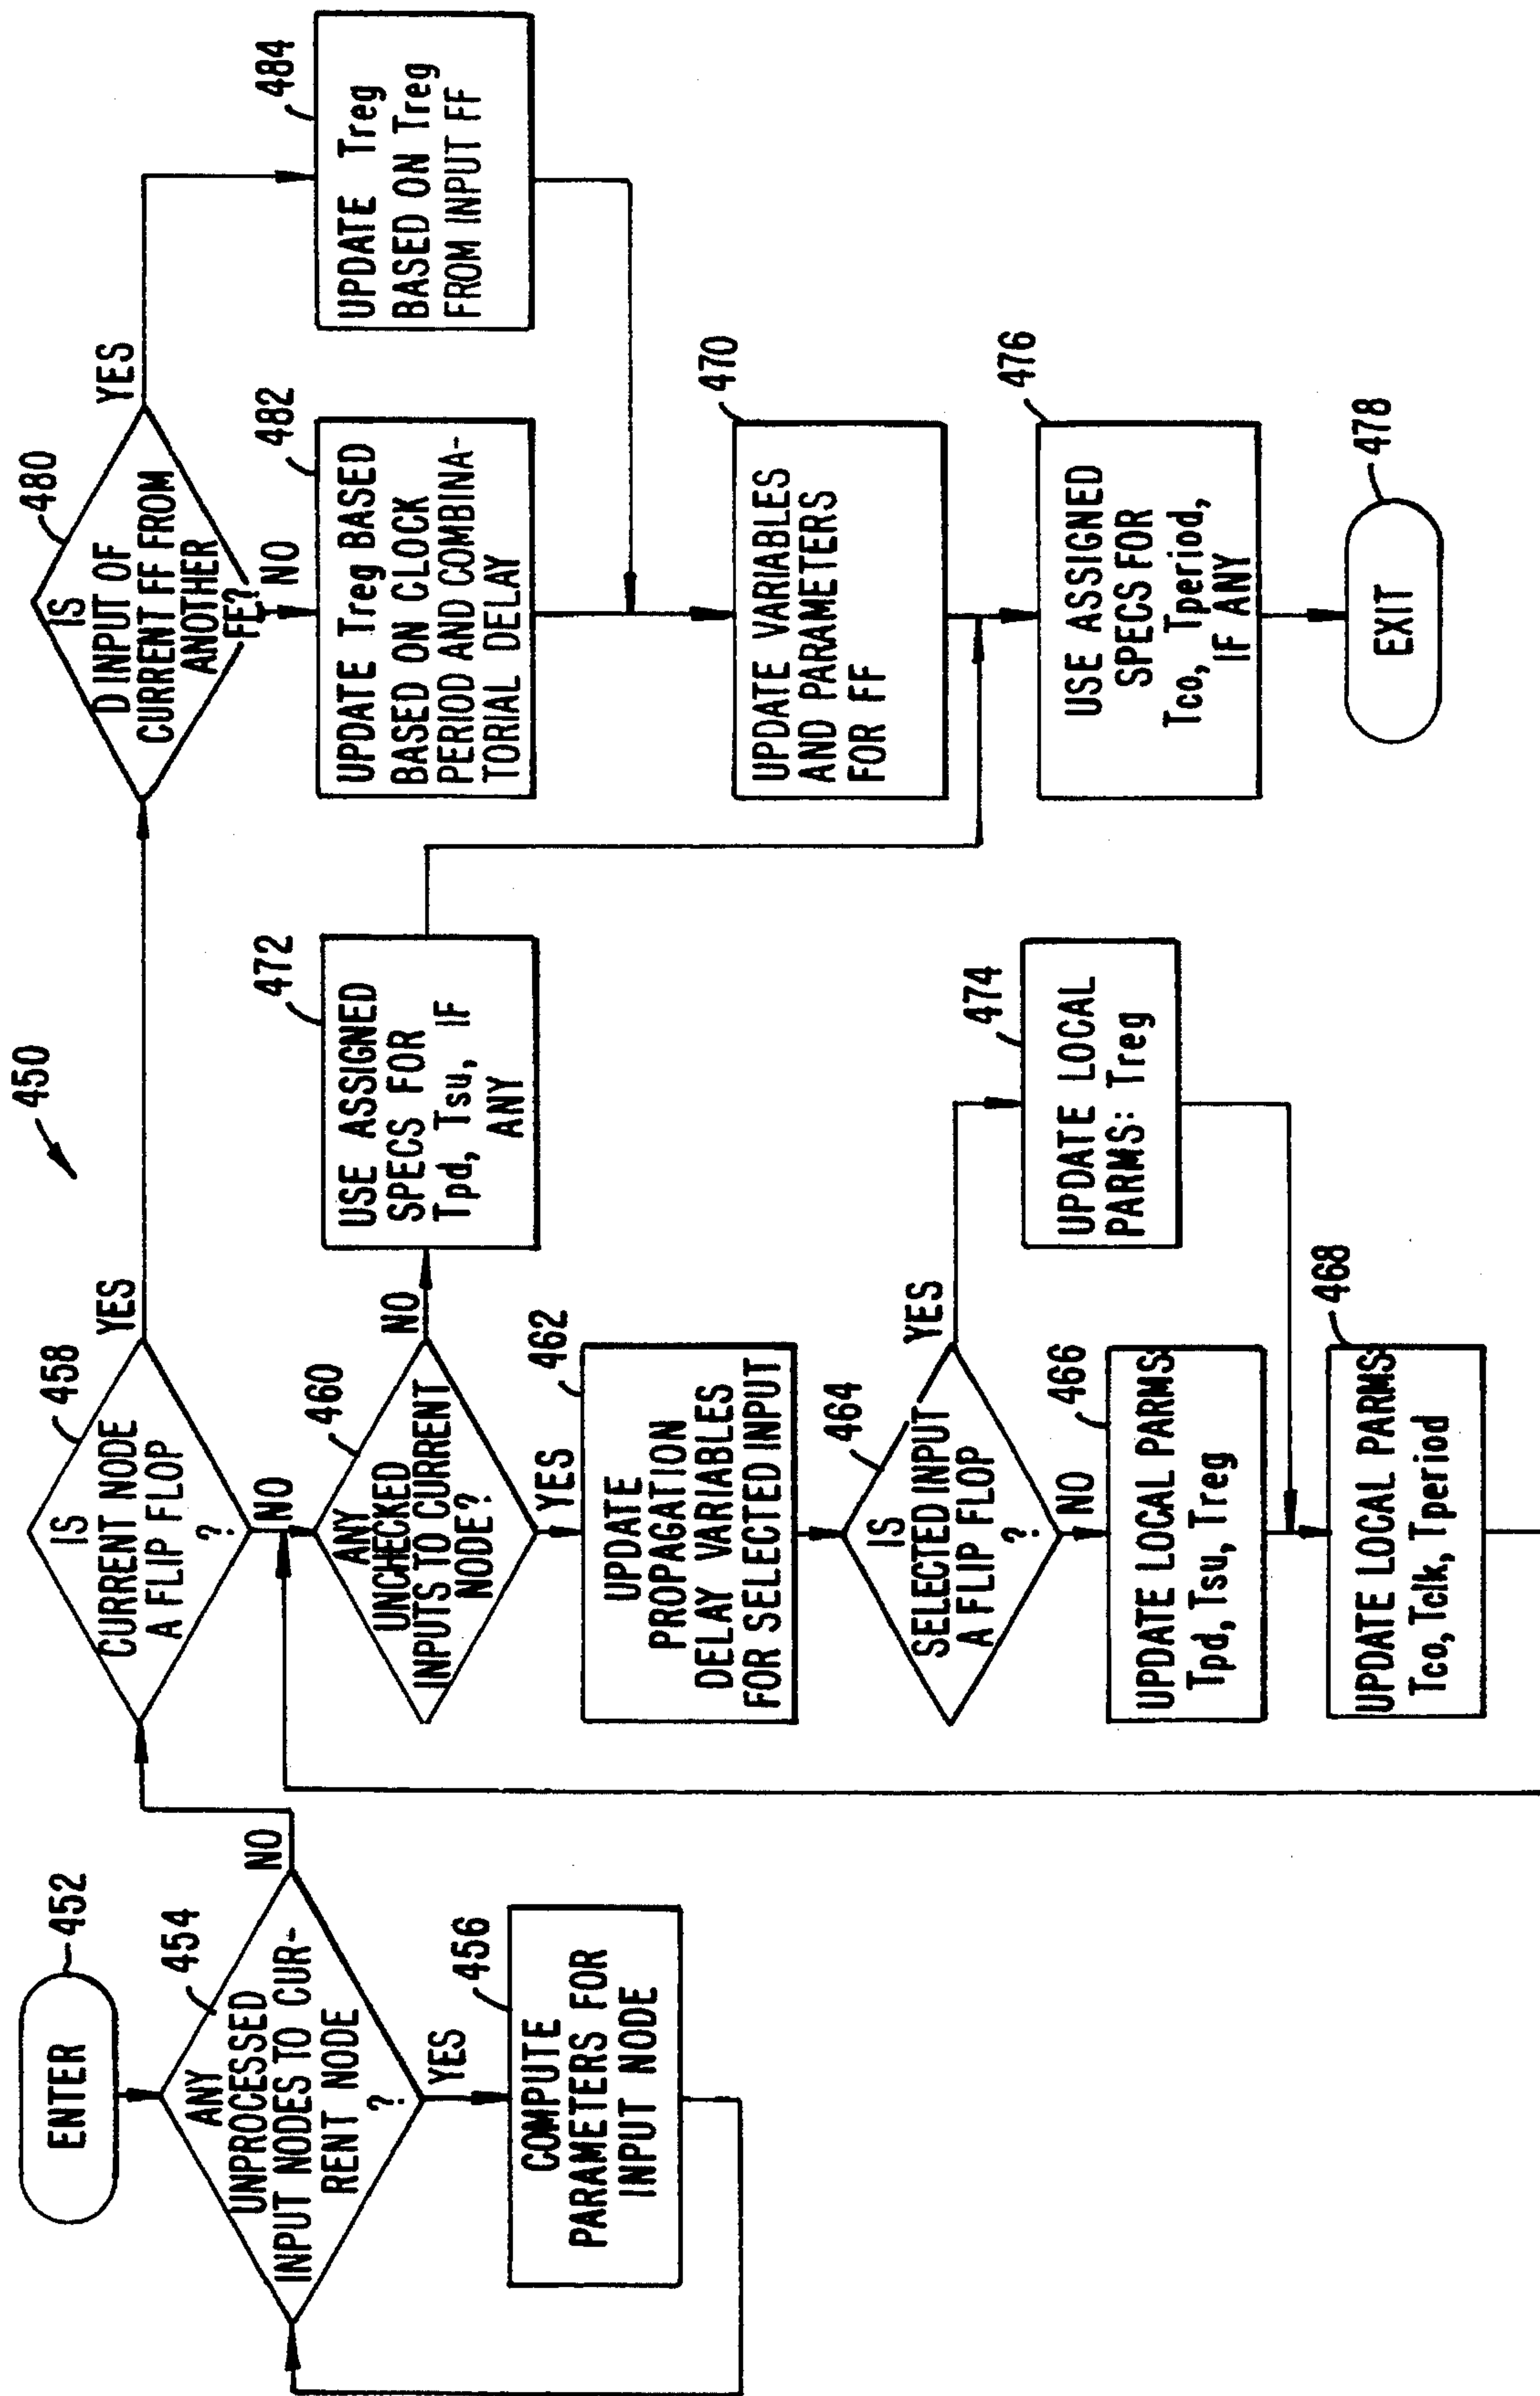 450
ENTER
452
ANY
UNPROCESSED
INPUT NODES TO CUR-
RENT NODE
?
454
NO
YES
COMPUTE
PARAMETERS FOR
INPUT NODE
456
IS
CURRENT NODE
A FLIP FLOP
?
458
YES
NO
ANY
UNCHECKED
INPUTS TO CURRENT
NODE?
460
NO
YES
UPDATE
PROPAGATION
DELAY VARIABLES
FOR SELECTED INPUT
462
IS
SELECTED INPUT
A FLIP FLOP
?
464
YES
NO
UPDATE LOCAL PARMS:
Tpd, Tsu, Treg
466
UPDATE LOCAL PARMS:
Tco, Tclk, Tperiod
468
USE ASSIGNED
SPECS FOR
Tpd, Tsu, IF
ANY
472
UPDATE LOCAL
PARMS: Treg
474
IS
D INPUT OF
CURRENT FF FROM
ANOTHER
FF?
480
YES
NO
UPDATE Treg BASED
BASED ON CLOCK
PERIOD AND COMBINA-
TORIAL DELAY
482
UPDATE Treg
BASED ON Treg
FROM INPUT FF
484
UPDATE VARIABLES
AND PARAMETERS
FOR FF
470
USE ASSIGNED
SPECS FOR
Tco, Tperiod,
IF ANY
476
EXIT
478